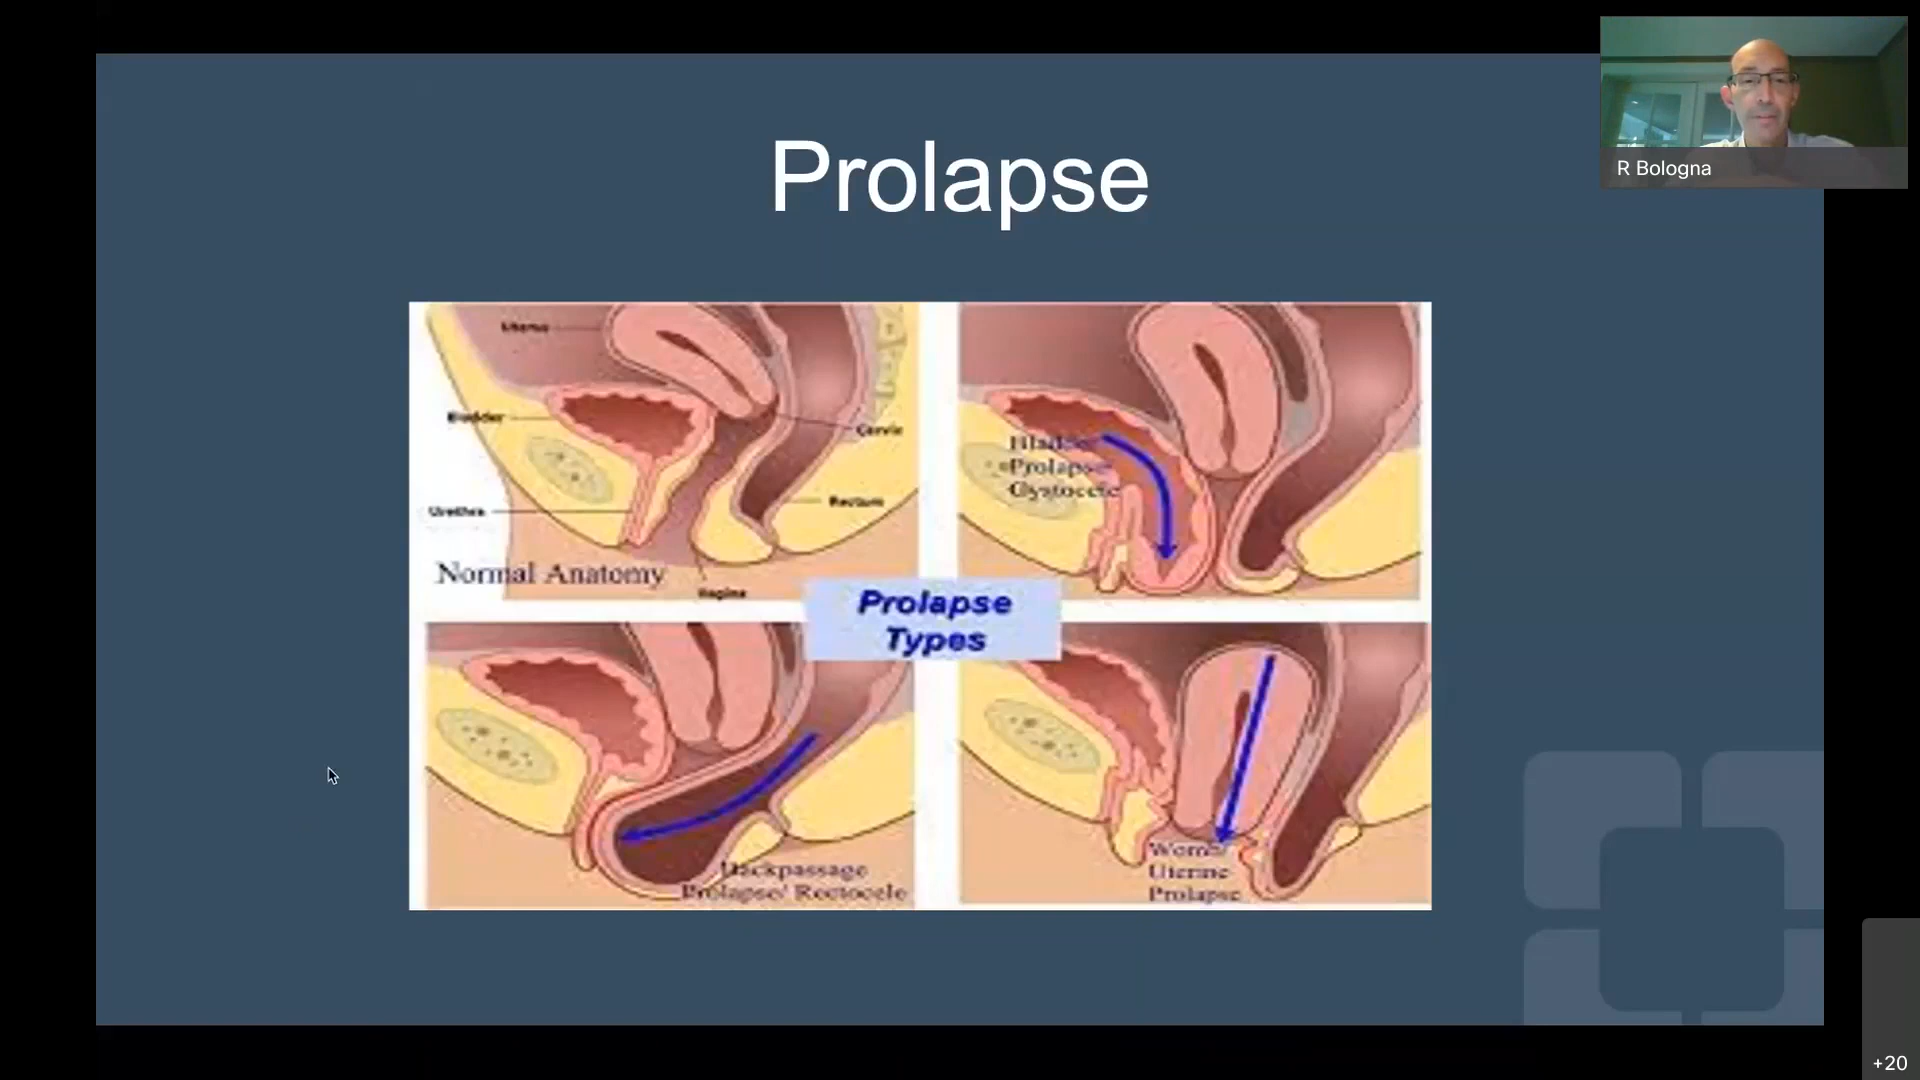 R Bologna
Prolapse
Uterus
Bladder
Cervix
Rectum
Urethra
Normal Anatomy
Vagina
Bladder
Prolapse
Cystocele
Prolapse
Types
Backpassage
Prolapse/ Rectocele
Womb
Uterine
Prolapse
+20